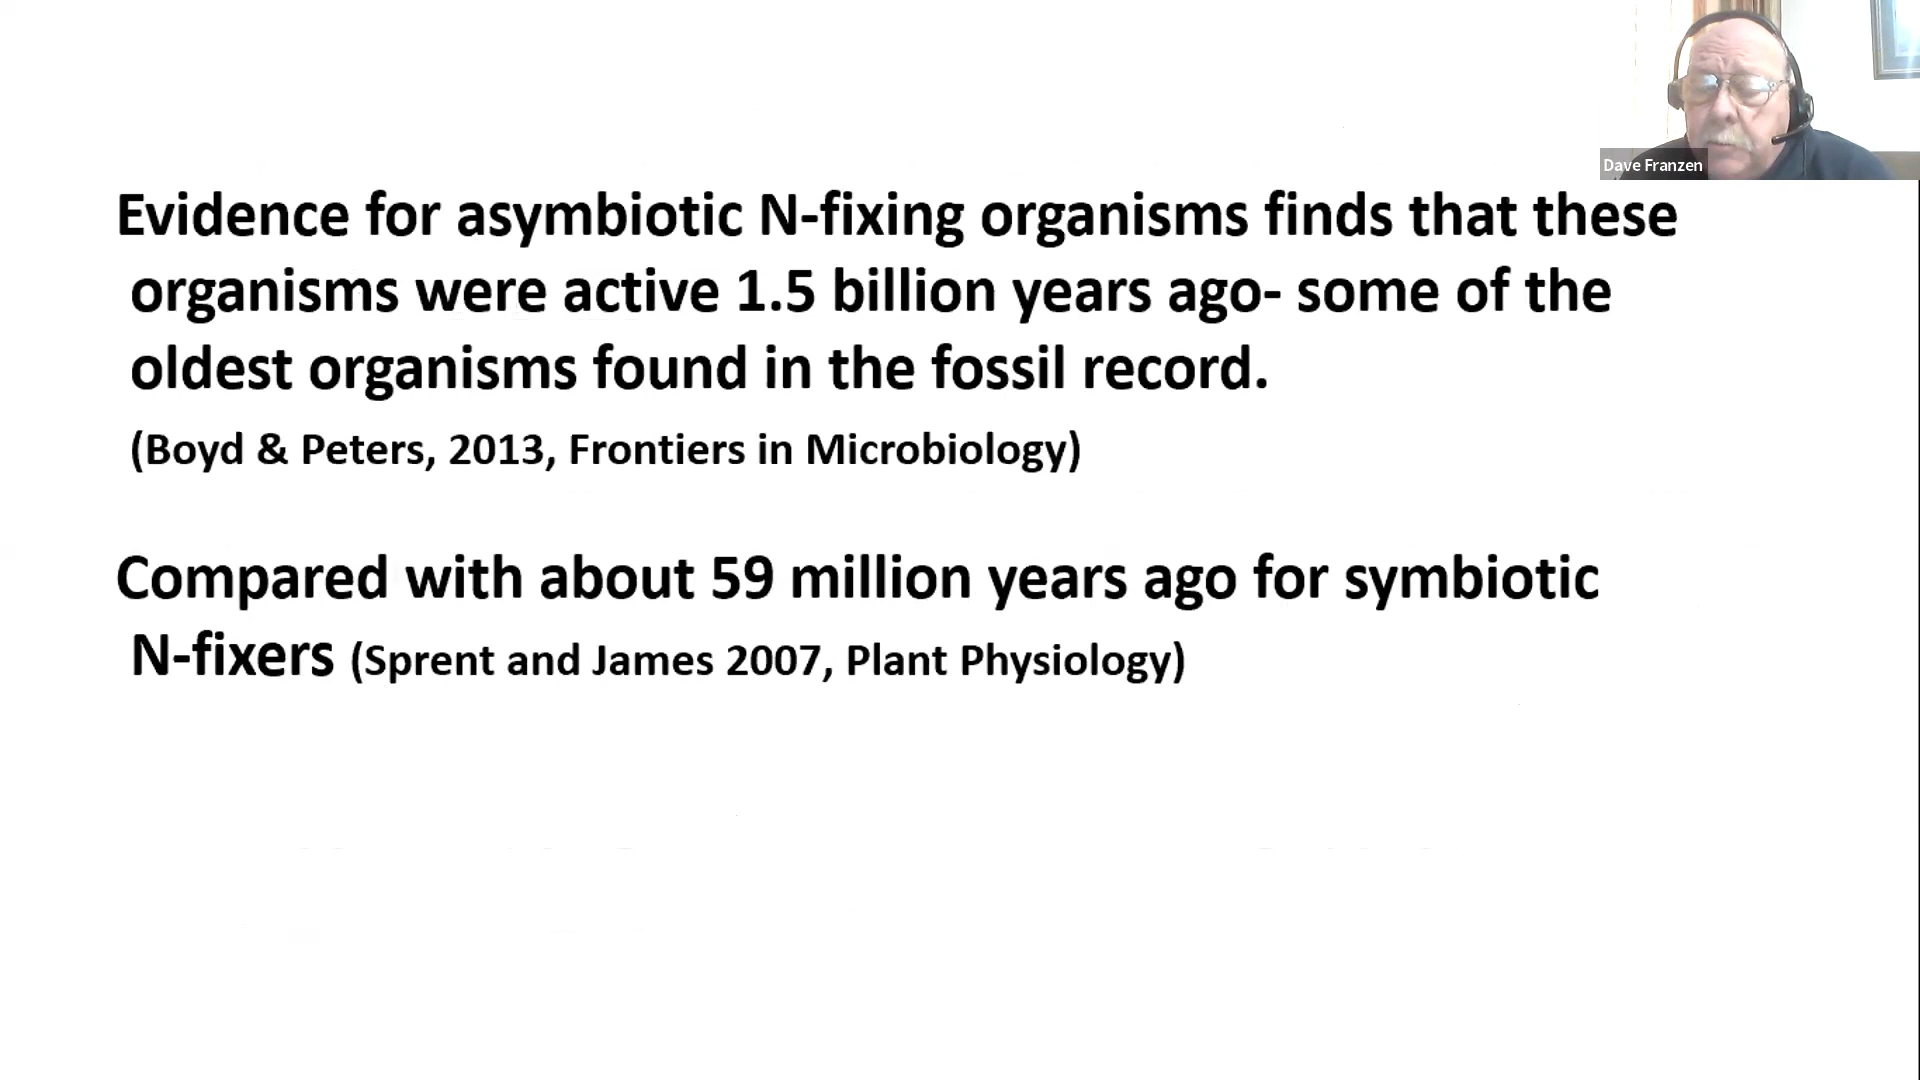 Dave Franzen
Evidence for asymbiotic N-fixing organisms finds that these
organisms were active 1.5 billion years ago- some of the
oldest organisms found in the fossil record.
(Boyd & Peters, 2013, Frontiers in Microbiology)
Compared with about 59 million years ago for symbiotic
N-fixers (Sprent and James 2007, Plant Physiology)